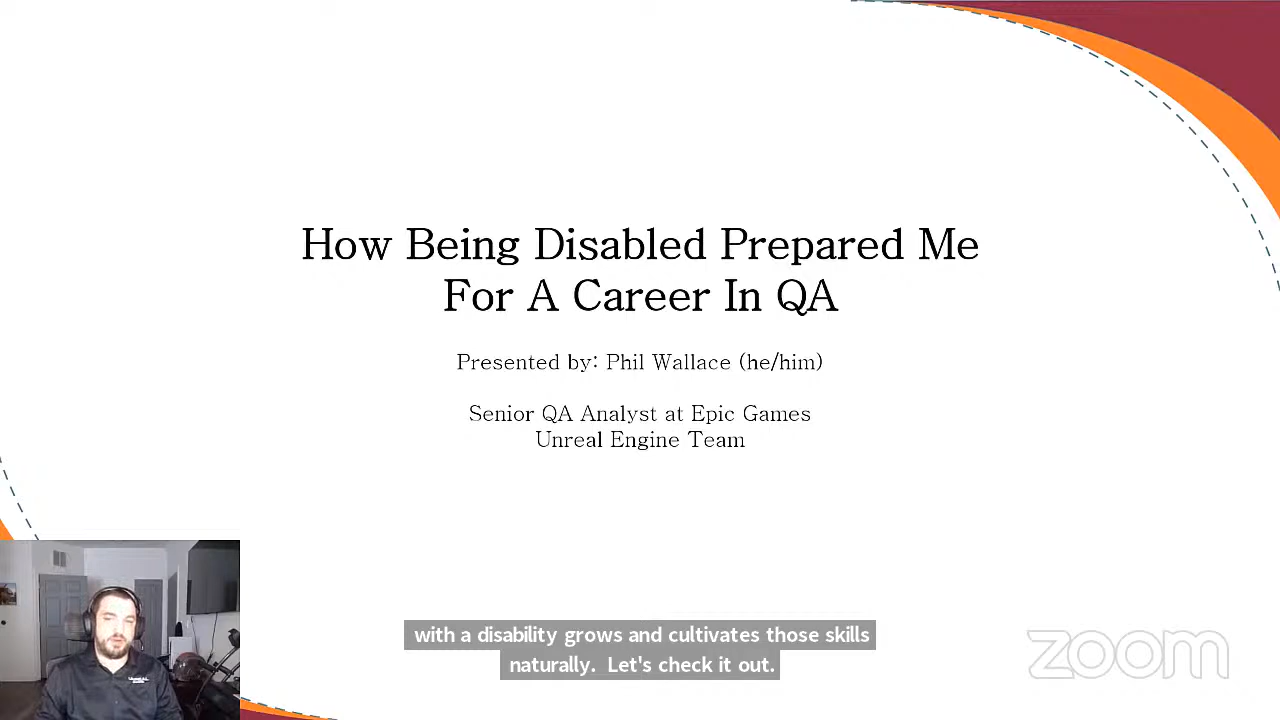 How Being Disabled Prepared Me
For A Career In QA
Presented by: Phil Wallace (he/him)
Senior QA Analyst at Epic Games
Unreal Engine Team
with a disability grows and cultivates those skills
naturally. Let's check it out.
zoom